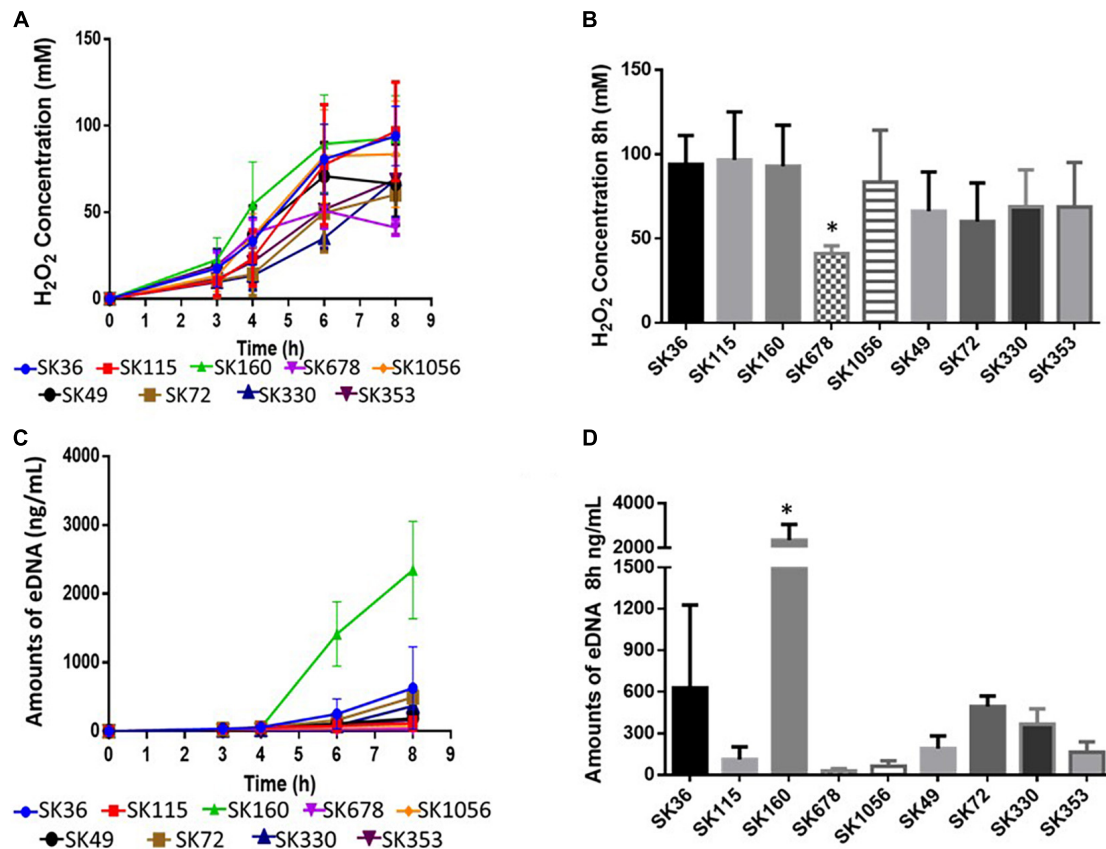 A
H₂O₂ Concentration (mM)
150
100
50
0
0 1 2 3 4 5 6 7 8 9
Time (h)
SK36 SK115 SK160 SK678 SK1056
SK49 SK72 SK330 SK353
B
H₂O₂ Concentration 8h (mM)
150
100
50
0
*
SK36 SK115 SK160 SK678 SK1056 SK49 SK72 SK330 SK353
C
Amounts of eDNA (ng/mL)
4000
3000
2000
1000
0
0 1 2 3 4 5 6 7 8 9
Time (h)
SK36 SK115 SK160 SK678 SK1056
SK49 SK72 SK330 SK353
D
Amounts of eDNA 8h ng/mL
4000
2000
1500
1200
900
600
300
0
*
SK36 SK115 SK160 SK678 SK1056 SK49 SK72 SK330 SK353